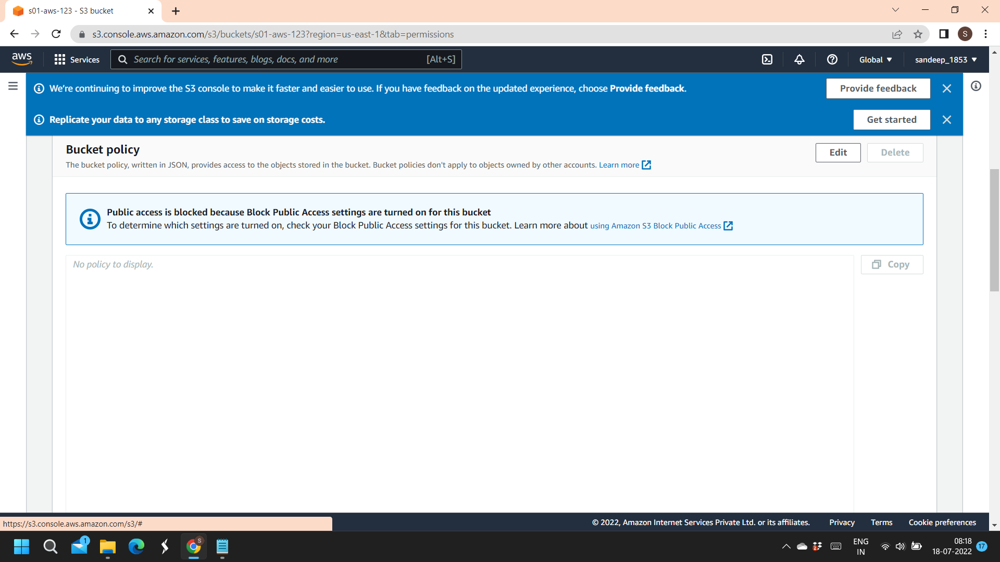 s01-aws-123 - S3 bucket
s3.console.aws.amazon.com/s3/buckets/s01-aws-123?region=us-east-1&tab=permissions
S
aws
Services
Search for services, features, blogs, docs, and more
[Alt+S]
Global
sandeep_1853
We're continuing to improve the S3 console to make it faster and easier to use. If you have feedback on the updated experience, choose Provide feedback.
Provide feedback
Replicate your data to any storage class to save on storage costs.
Get started
Bucket policy
Edit
Delete
The bucket policy, written in JSON, provides access to the objects stored in the bucket. Bucket policies don't apply to objects owned by other accounts. Learn more
Public access is blocked because Block Public Access settings are turned on for this bucket
To determine which settings are turned on, check your Block Public Access settings for this bucket. Learn more about using Amazon S3 Block Public Access
No policy to display.
Copy
https://s3.console.aws.amazon.com/s3/#
© 2022, Amazon Internet Services Private Ltd. or its affiliates.
Privacy
Terms
Cookie preferences
1
S
2
ENG
IN
08:18
18-07-2022
17